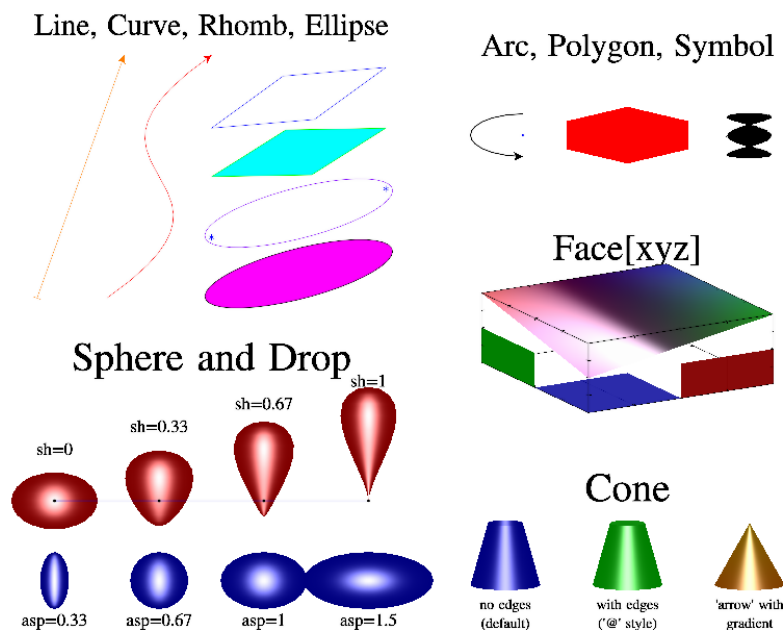 Line, Curve, Rhomb, Ellipse
Arc, Polygon, Symbol
Face[xyz]
Sphere and Drop
sh=0
sh=0.33
sh=0.67
sh=1
asp=0.33
asp=0.67
asp=1
asp=1.5
Cone
no edges
(default)
with edges
('@' style)
'arrow' with
gradient